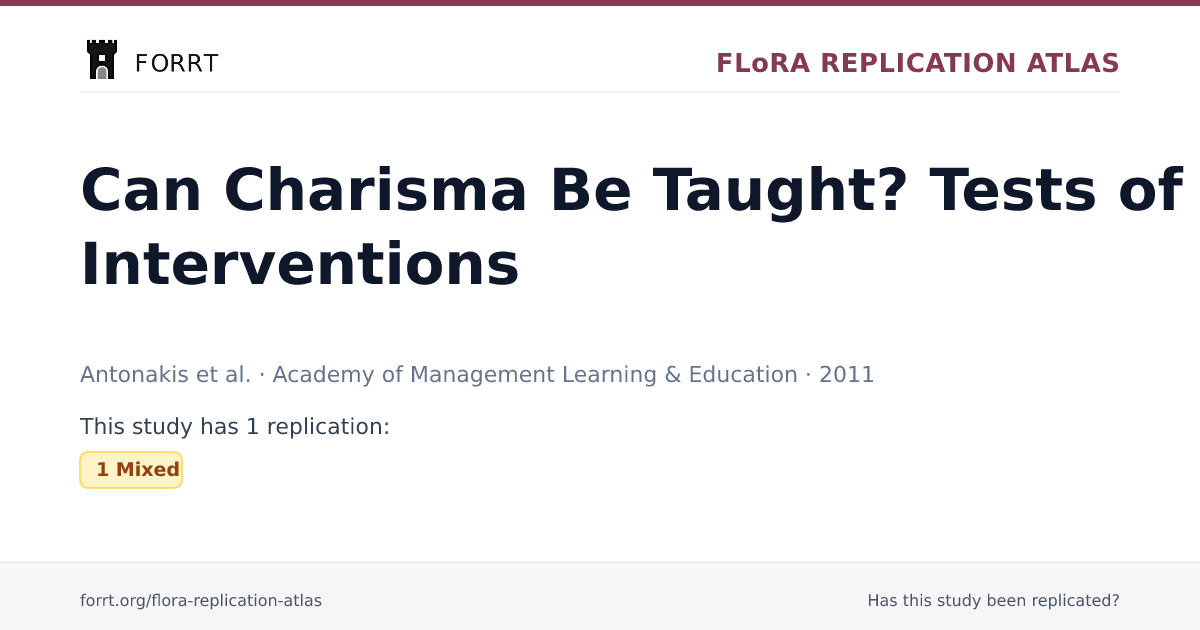 FORRT
FLoRA REPLICATION ATLAS
Can Charisma Be Taught? Tests of
Interventions
Antonakis et al. · Academy of Management Learning & Education · 2011
This study has 1 replication:
1 Mixed
forrt.org/flora-replication-atlas
Has this study been replicated?